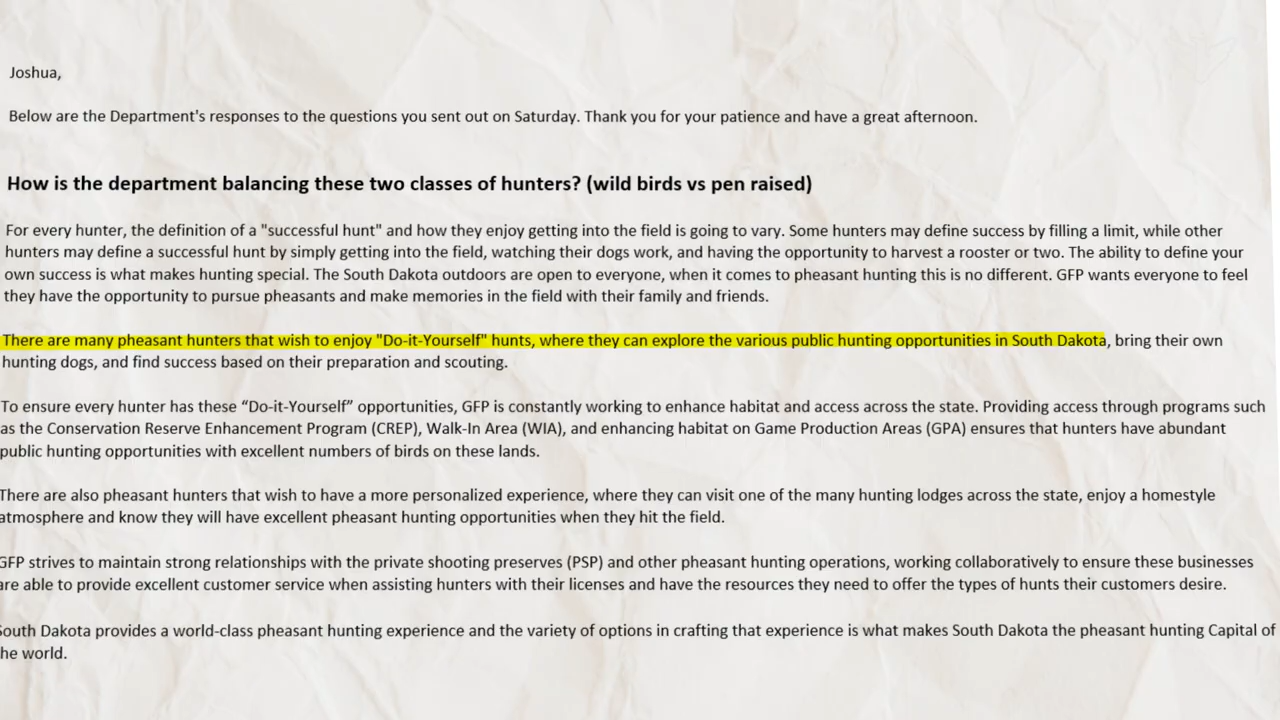 Joshua,
Below are the Department's responses to the questions you sent out on Saturday. Thank you for your patience and have a great afternoon.
How is the department balancing these two classes of hunters? (wild birds vs pen raised)
For every hunter, the definition of a "successful hunt" and how they enjoy getting into the field is going to vary. Some hunters may define success by filling a limit, while other
hunters may define a successful hunt by simply getting into the field, watching their dogs work, and having the opportunity to harvest a rooster or two. The ability to define your
own success is what makes hunting special. The South Dakota outdoors are open to everyone, when it comes to pheasant hunting this is no different. GFP wants everyone to feel
they have the opportunity to pursue pheasants and make memories in the field with their family and friends.
There are many pheasant hunters that wish to enjoy "Do-it-Yourself" hunts, where they can explore the various public hunting opportunities in South Dakota, bring their own
hunting dogs, and find success based on their preparation and scouting.
To ensure every hunter has these “Do-it-Yourself” opportunities, GFP is constantly working to enhance habitat and access across the state. Providing access through programs such
as the Conservation Reserve Enhancement Program (CREP), Walk-In Area (WIA), and enhancing habitat on Game Production Areas (GPA) ensures that hunters have abundant
public hunting opportunities with excellent numbers of birds on these lands.
There are also pheasant hunters that wish to have a more personalized experience, where they can visit one of the many hunting lodges across the state, enjoy a homestyle
atmosphere and know they will have excellent pheasant hunting opportunities when they hit the field.
GFP strives to maintain strong relationships with the private shooting preserves (PSP) and other pheasant hunting operations, working collaboratively to ensure these businesses
are able to provide excellent customer service when assisting hunters with their licenses and have the resources they need to offer the types of hunts their customers desire.
South Dakota provides a world-class pheasant hunting experience and the variety of options in crafting that experience is what makes South Dakota the pheasant hunting Capital of
the world.